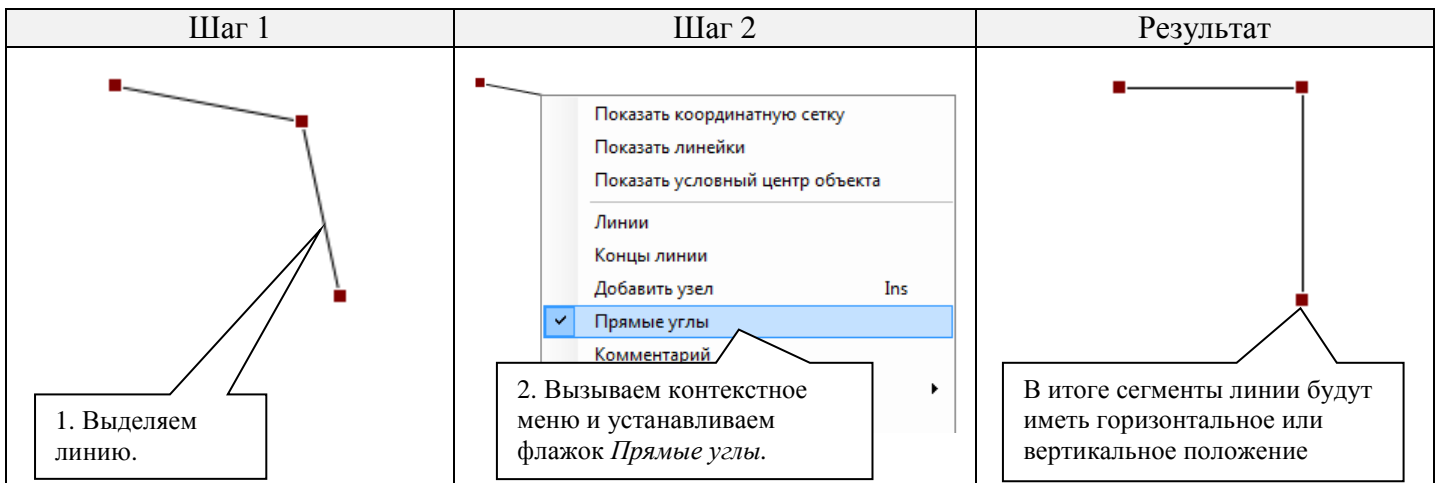 Шаг 1
Шаг 2
Результат
1. Выделяем
линию.
Показать координатную сетку
Показать линейки
Показать условный центр объекта
Линии
Концы линии
Добавить узел Ins
Прямые углы
Комментарий
2. Вызываем контекстное
меню и устанавливаем
флажок Прямые углы.
В итоге сегменты линии будут
иметь горизонтальное или
вертикальное положение